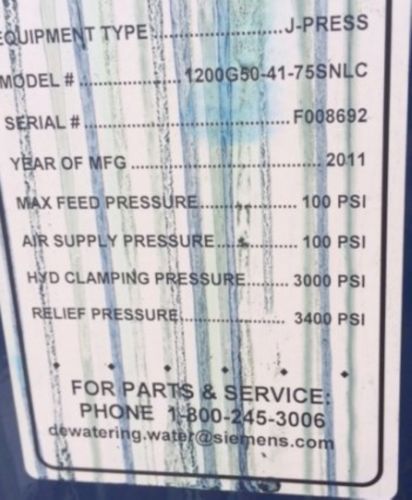 EQUIPMENT TYPE.....................J-PRESS
MODEL #.................1200G50-41-75SNLC
SERIAL #...................................F008692
YEAR OF MFG.................................2011
MAX FEED PRESSURE................100 PSI
AIR SUPPLY PRESSURE.............100 PSI
HYD CLAMPING PRESSURE........3000 PSI
RELIEF PRESSURE.....................3400 PSI
FOR PARTS & SERVICE:
PHONE 1-800-245-3006
dewatering.water@siemens.com